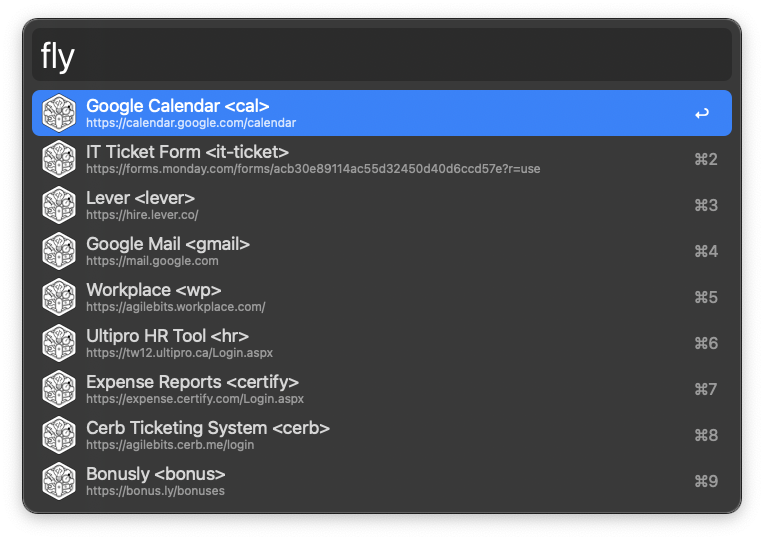 fly
Google Calendar <cal>
https://calendar.google.com/calendar
↩
IT Ticket Form <it-ticket>
https://forms.monday.com/forms/acb30e89114ac55d32450d40d6ccd57e?r=use
⌘2
Lever <lever>
https://hire.lever.co/
⌘3
Google Mail <gmail>
https://mail.google.com
⌘4
Workplace <wp>
https://agilebits.workplace.com/
⌘5
Ultipro HR Tool <hr>
https://tw12.ultipro.ca/Login.aspx
⌘6
Expense Reports <certify>
https://expense.certify.com/Login.aspx
⌘7
Cerb Ticketing System <cerb>
https://agilebits.cerb.me/login
⌘8
Bonusly <bonus>
https://bonus.ly/bonuses
⌘9